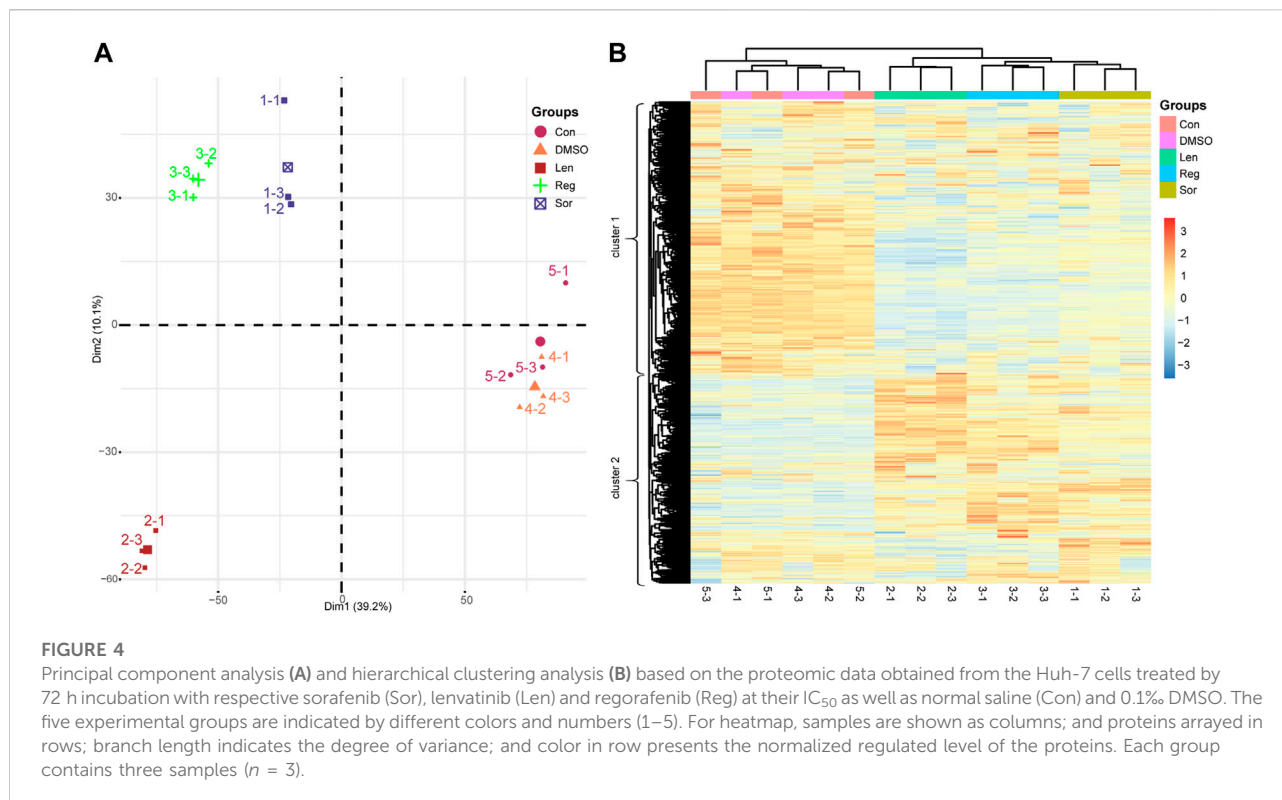 A
B
1-1
3-2
3-3
3-1
1-3
1-2
5-1
4-1
5-3
5-2
4-3
4-2
2-1
2-3
2-2
Groups
Con
DMSO
Len
Reg
Sor
30
0
−30
−60
−50
0
50
Dim1 (39.2%)
Dim2 (10.1%)
cluster 1
cluster 2
5-3 4-1 5-1 4-3 4-2 5-2 2-1 2-2 2-3 3-1 3-2 3-3 1-1 1-2 1-3
Groups
Con
DMSO
Len
Reg
Sor
3
2
1
0
−1
−2
−3
FIGURE 4
Principal component analysis (A) and hierarchical clustering analysis (B) based on the proteomic data obtained from the Huh-7 cells treated by
72 h incubation with respective sorafenib (Sor), lenvatinib (Len) and regorafenib (Reg) at their IC50 as well as normal saline (Con) and 0.1‰ DMSO. The
five experimental groups are indicated by different colors and numbers (1–5). For heatmap, samples are shown as columns; and proteins arrayed in
rows; branch length indicates the degree of variance; and color in row presents the normalized regulated level of the proteins. Each group
contains three samples (n = 3).